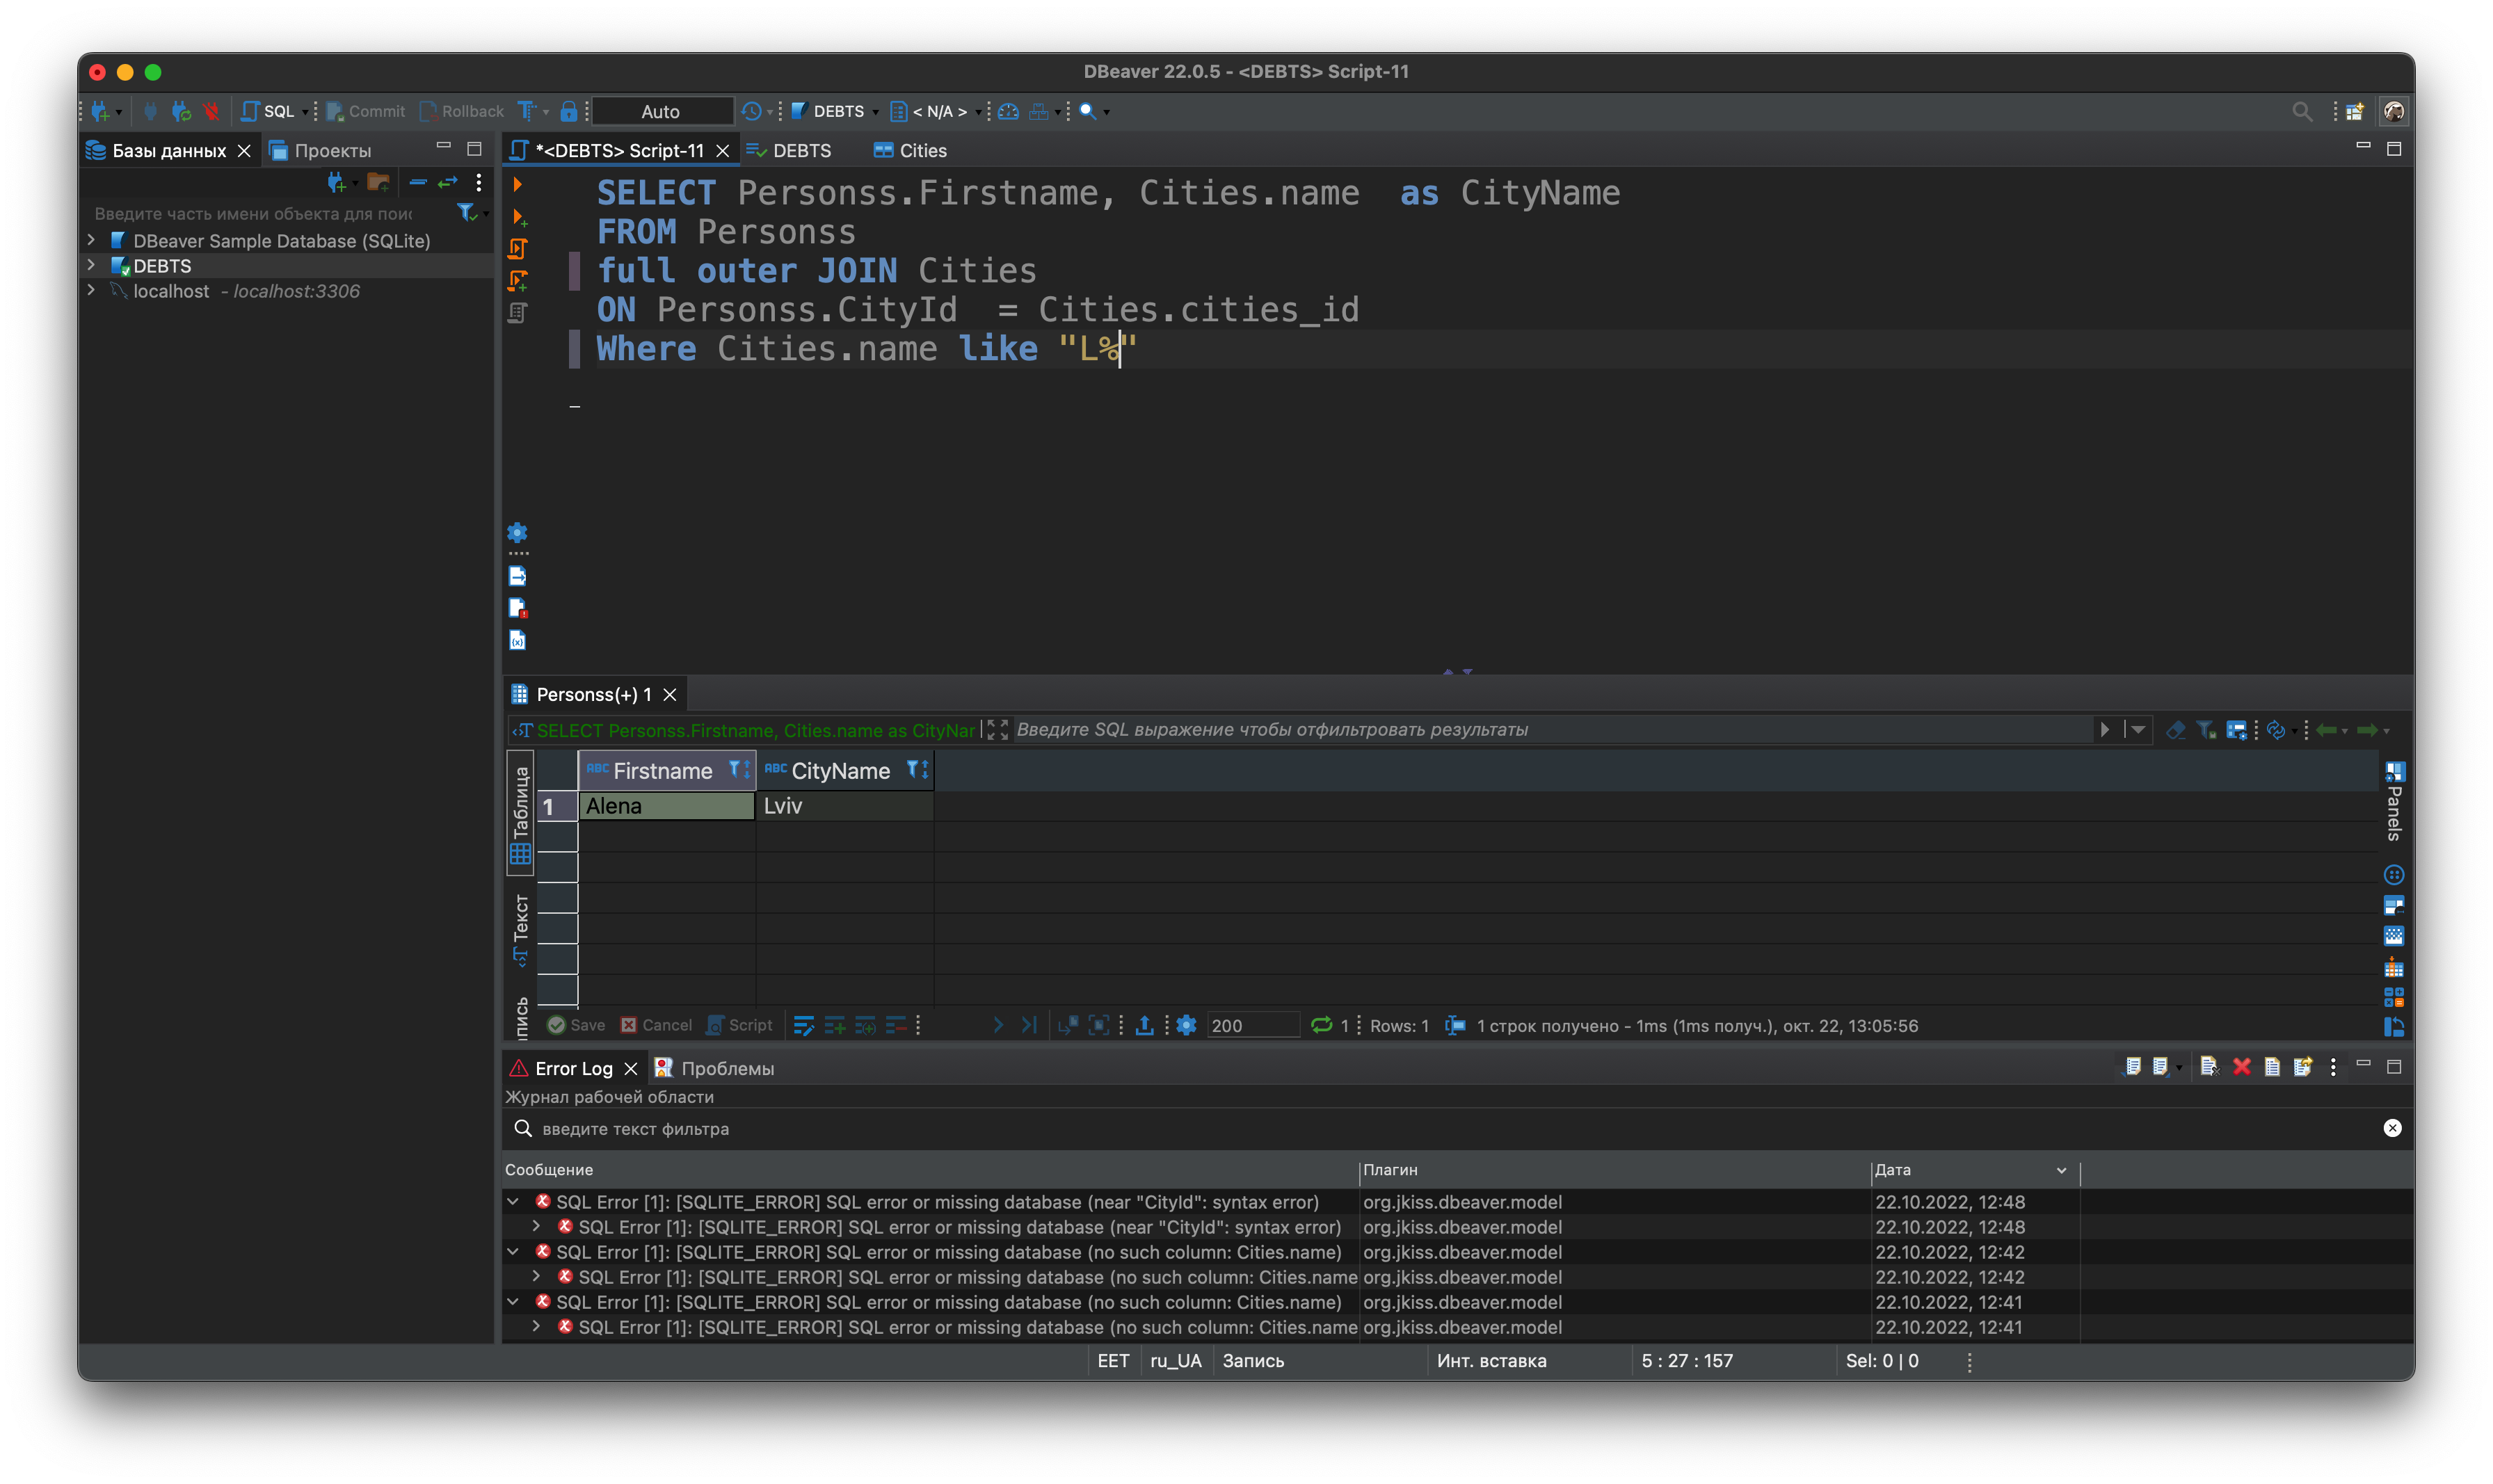 DBeaver 22.0.5 - <DEBTS> Script-11
SQL Commit Rollback Auto DEBTS < N/A >
Базы данных Проекты
Введите часть имени объекта для поис
DBeaver Sample Database (SQLite)
DEBTS
localhost - localhost:3306
*<DEBTS> Script-11 DEBTS Cities
SELECT Personss.Firstname, Cities.name  as CityName
FROM Personss
full outer JOIN Cities
ON Personss.CityId  = Cities.cities_id
Where Cities.name like "L%"
Personss(+) 1
SELECT Personss.Firstname, Cities.name as CityNar Введите SQL выражение чтобы отфильтровать результаты
Таблица
Текст
пись
ABC Firstname ABC CityName
1 Alena Lviv
Panels
Save Cancel Script 200 1 Rows: 1 1 строк получено - 1ms (1ms получ.), окт. 22, 13:05:56
Error Log Проблемы
Журнал рабочей области
введите текст фильтра
Сообщение Плагин Дата
SQL Error [1]: [SQLITE_ERROR] SQL error or missing database (near "CityId": syntax error) org.jkiss.dbeaver.model 22.10.2022, 12:48
SQL Error [1]: [SQLITE_ERROR] SQL error or missing database (near "CityId": syntax error) org.jkiss.dbeaver.model 22.10.2022, 12:48
SQL Error [1]: [SQLITE_ERROR] SQL error or missing database (no such column: Cities.name) org.jkiss.dbeaver.model 22.10.2022, 12:42
SQL Error [1]: [SQLITE_ERROR] SQL error or missing database (no such column: Cities.name org.jkiss.dbeaver.model 22.10.2022, 12:42
SQL Error [1]: [SQLITE_ERROR] SQL error or missing database (no such column: Cities.name) org.jkiss.dbeaver.model 22.10.2022, 12:41
SQL Error [1]: [SQLITE_ERROR] SQL error or missing database (no such column: Cities.name org.jkiss.dbeaver.model 22.10.2022, 12:41
EET ru_UA Запись Инт. вставка 5 : 27 : 157 Sel: 0 | 0